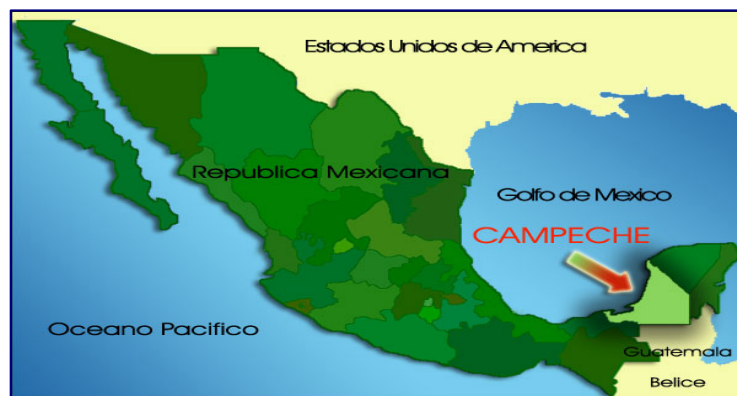 Estados Unidos de America
Republica Mexicana
Golfo de Mexico
CAMPECHE
Oceano Pacifico
Guatemala
Belice